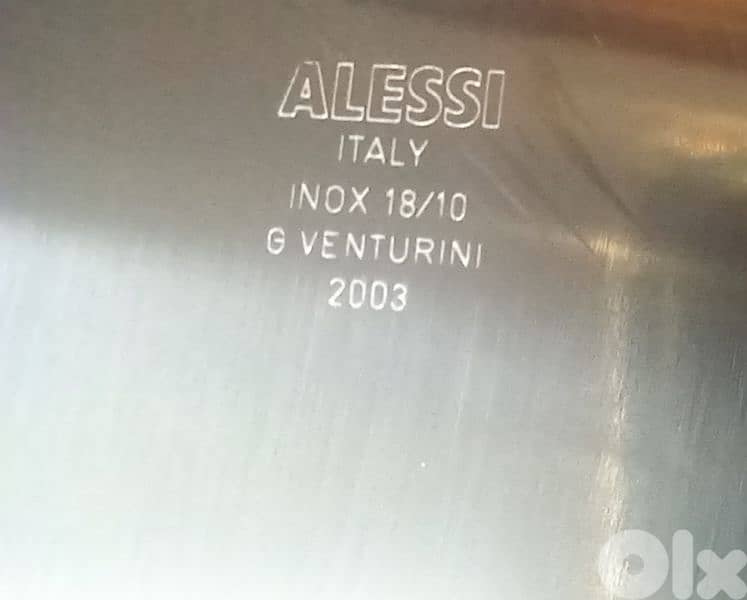 ALESSI
ITALY
INOX 18/10
G VENTURINI
2003
Olx